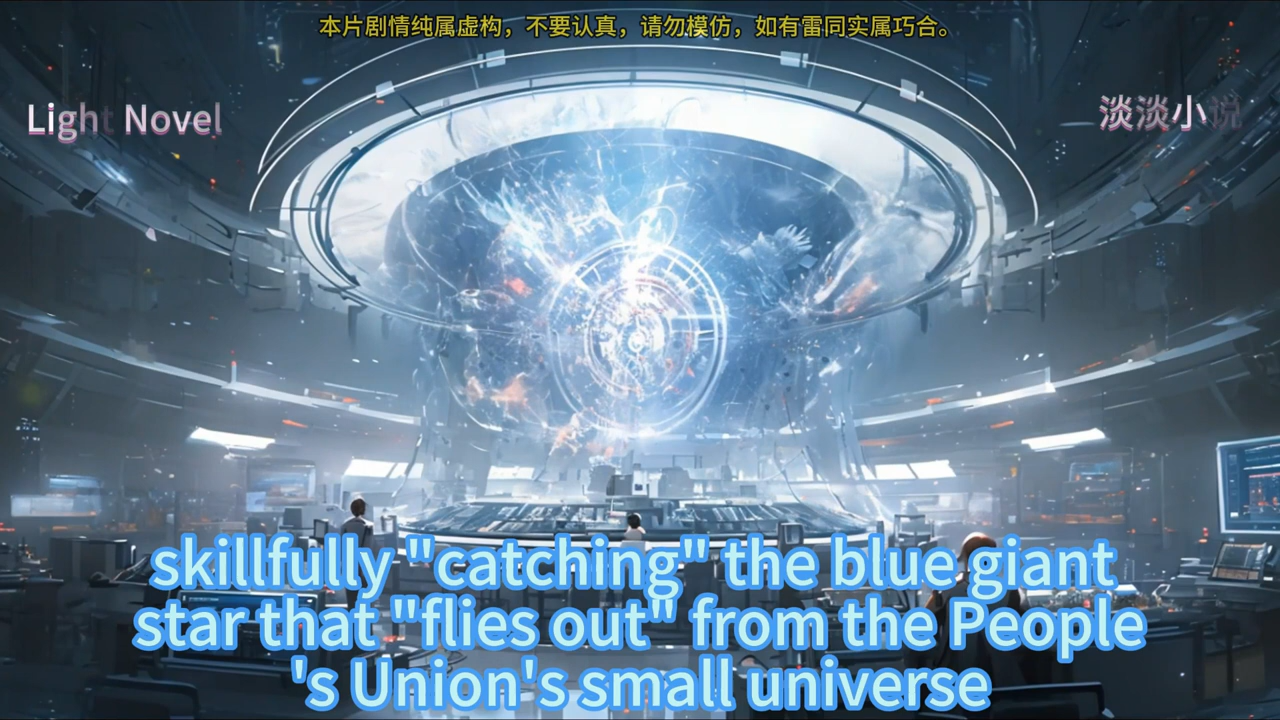 本片剧情纯属虚构，不要认真，请勿模仿，如有雷同实属巧合。
Light Novel
淡淡小说
skillfully "catching" the blue giant
star that "flies out" from the People
's Union's small universe